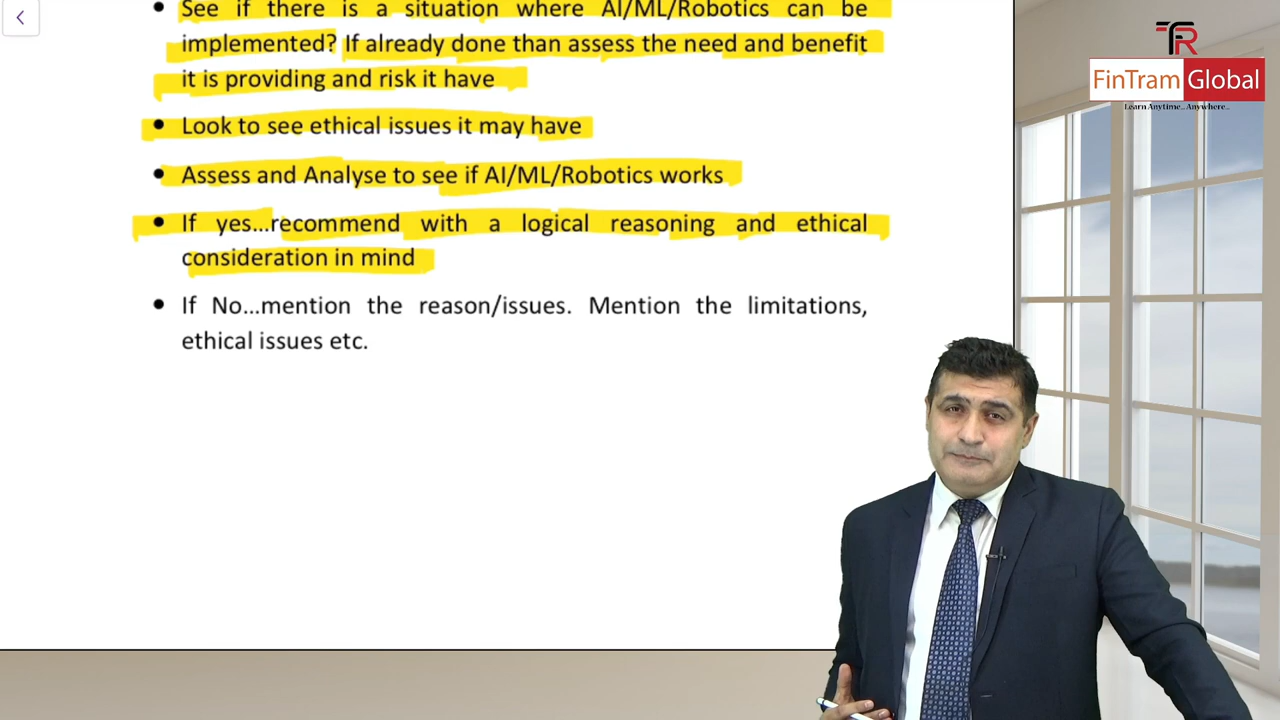 • See if there is a situation where AI/ML/Robotics can be
implemented? If already done than assess the need and benefit
it is providing and risk it have
• Look to see ethical issues it may have
• Assess and Analyse to see if AI/ML/Robotics works
• If yes...recommend with a logical reasoning and ethical
consideration in mind
• If No...mention the reason/issues. Mention the limitations,
ethical issues etc.
TR
FinTram Global
Learn Anytime.. Anywhere..